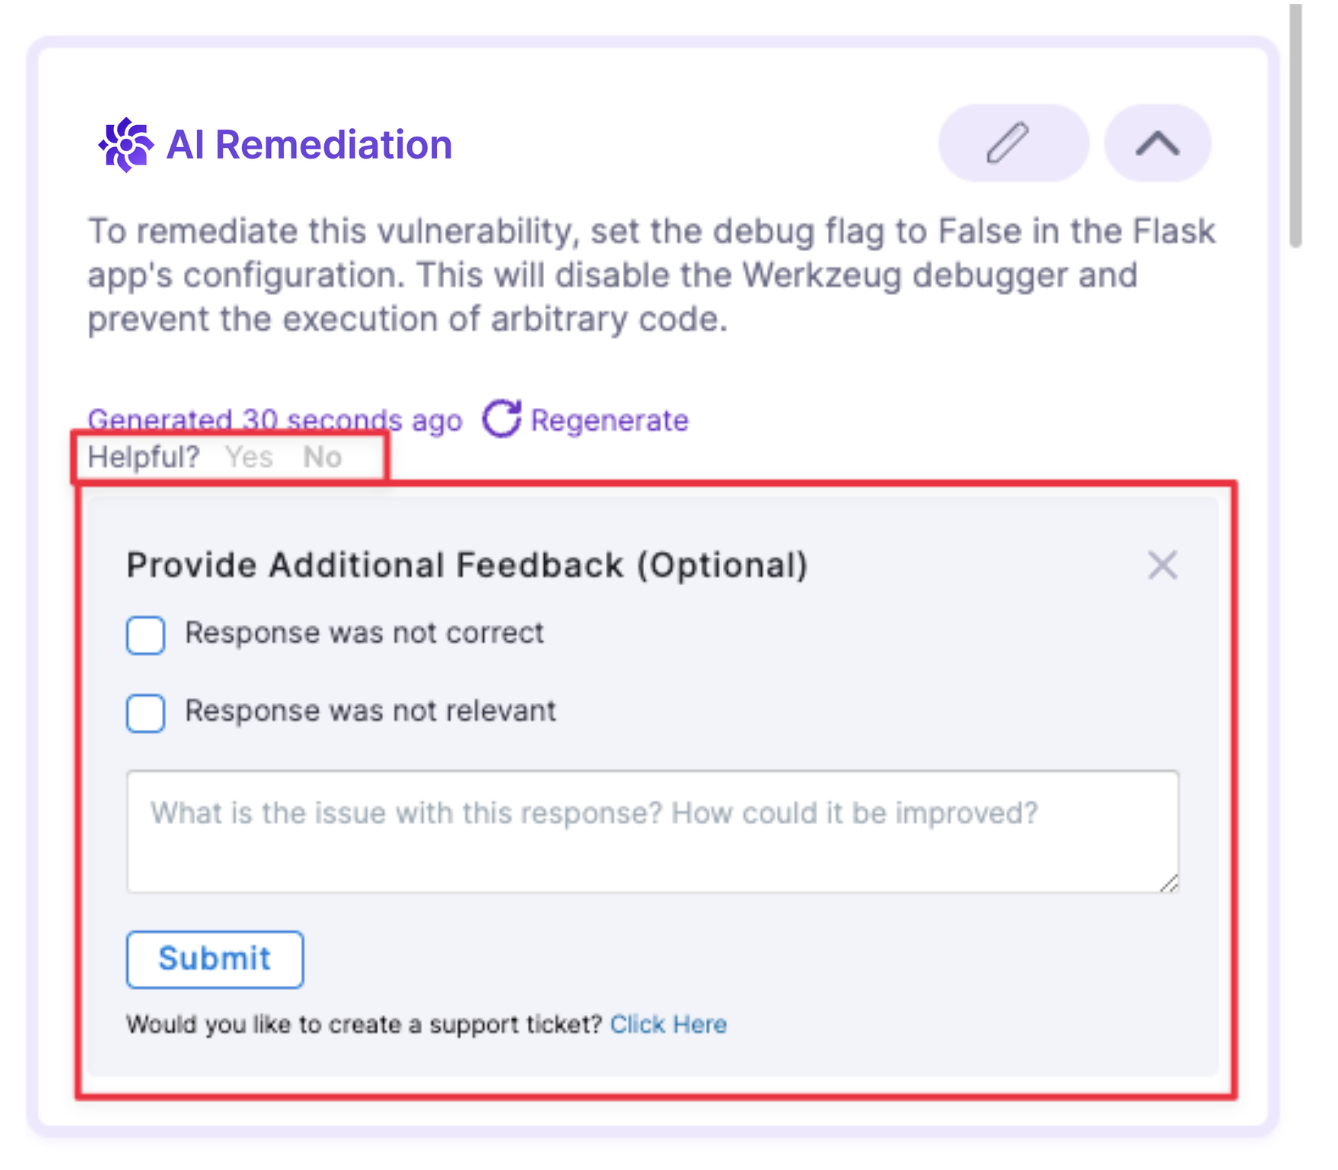 AI Remediation
To remediate this vulnerability, set the debug flag to False in the Flask
app's configuration. This will disable the Werkzeug debugger and
prevent the execution of arbitrary code.
Generated 30 seconds ago Regenerate
Helpful? Yes No
Provide Additional Feedback (Optional)
Response was not correct
Response was not relevant
What is the issue with this response? How could it be improved?
Submit
Would you like to create a support ticket? Click Here